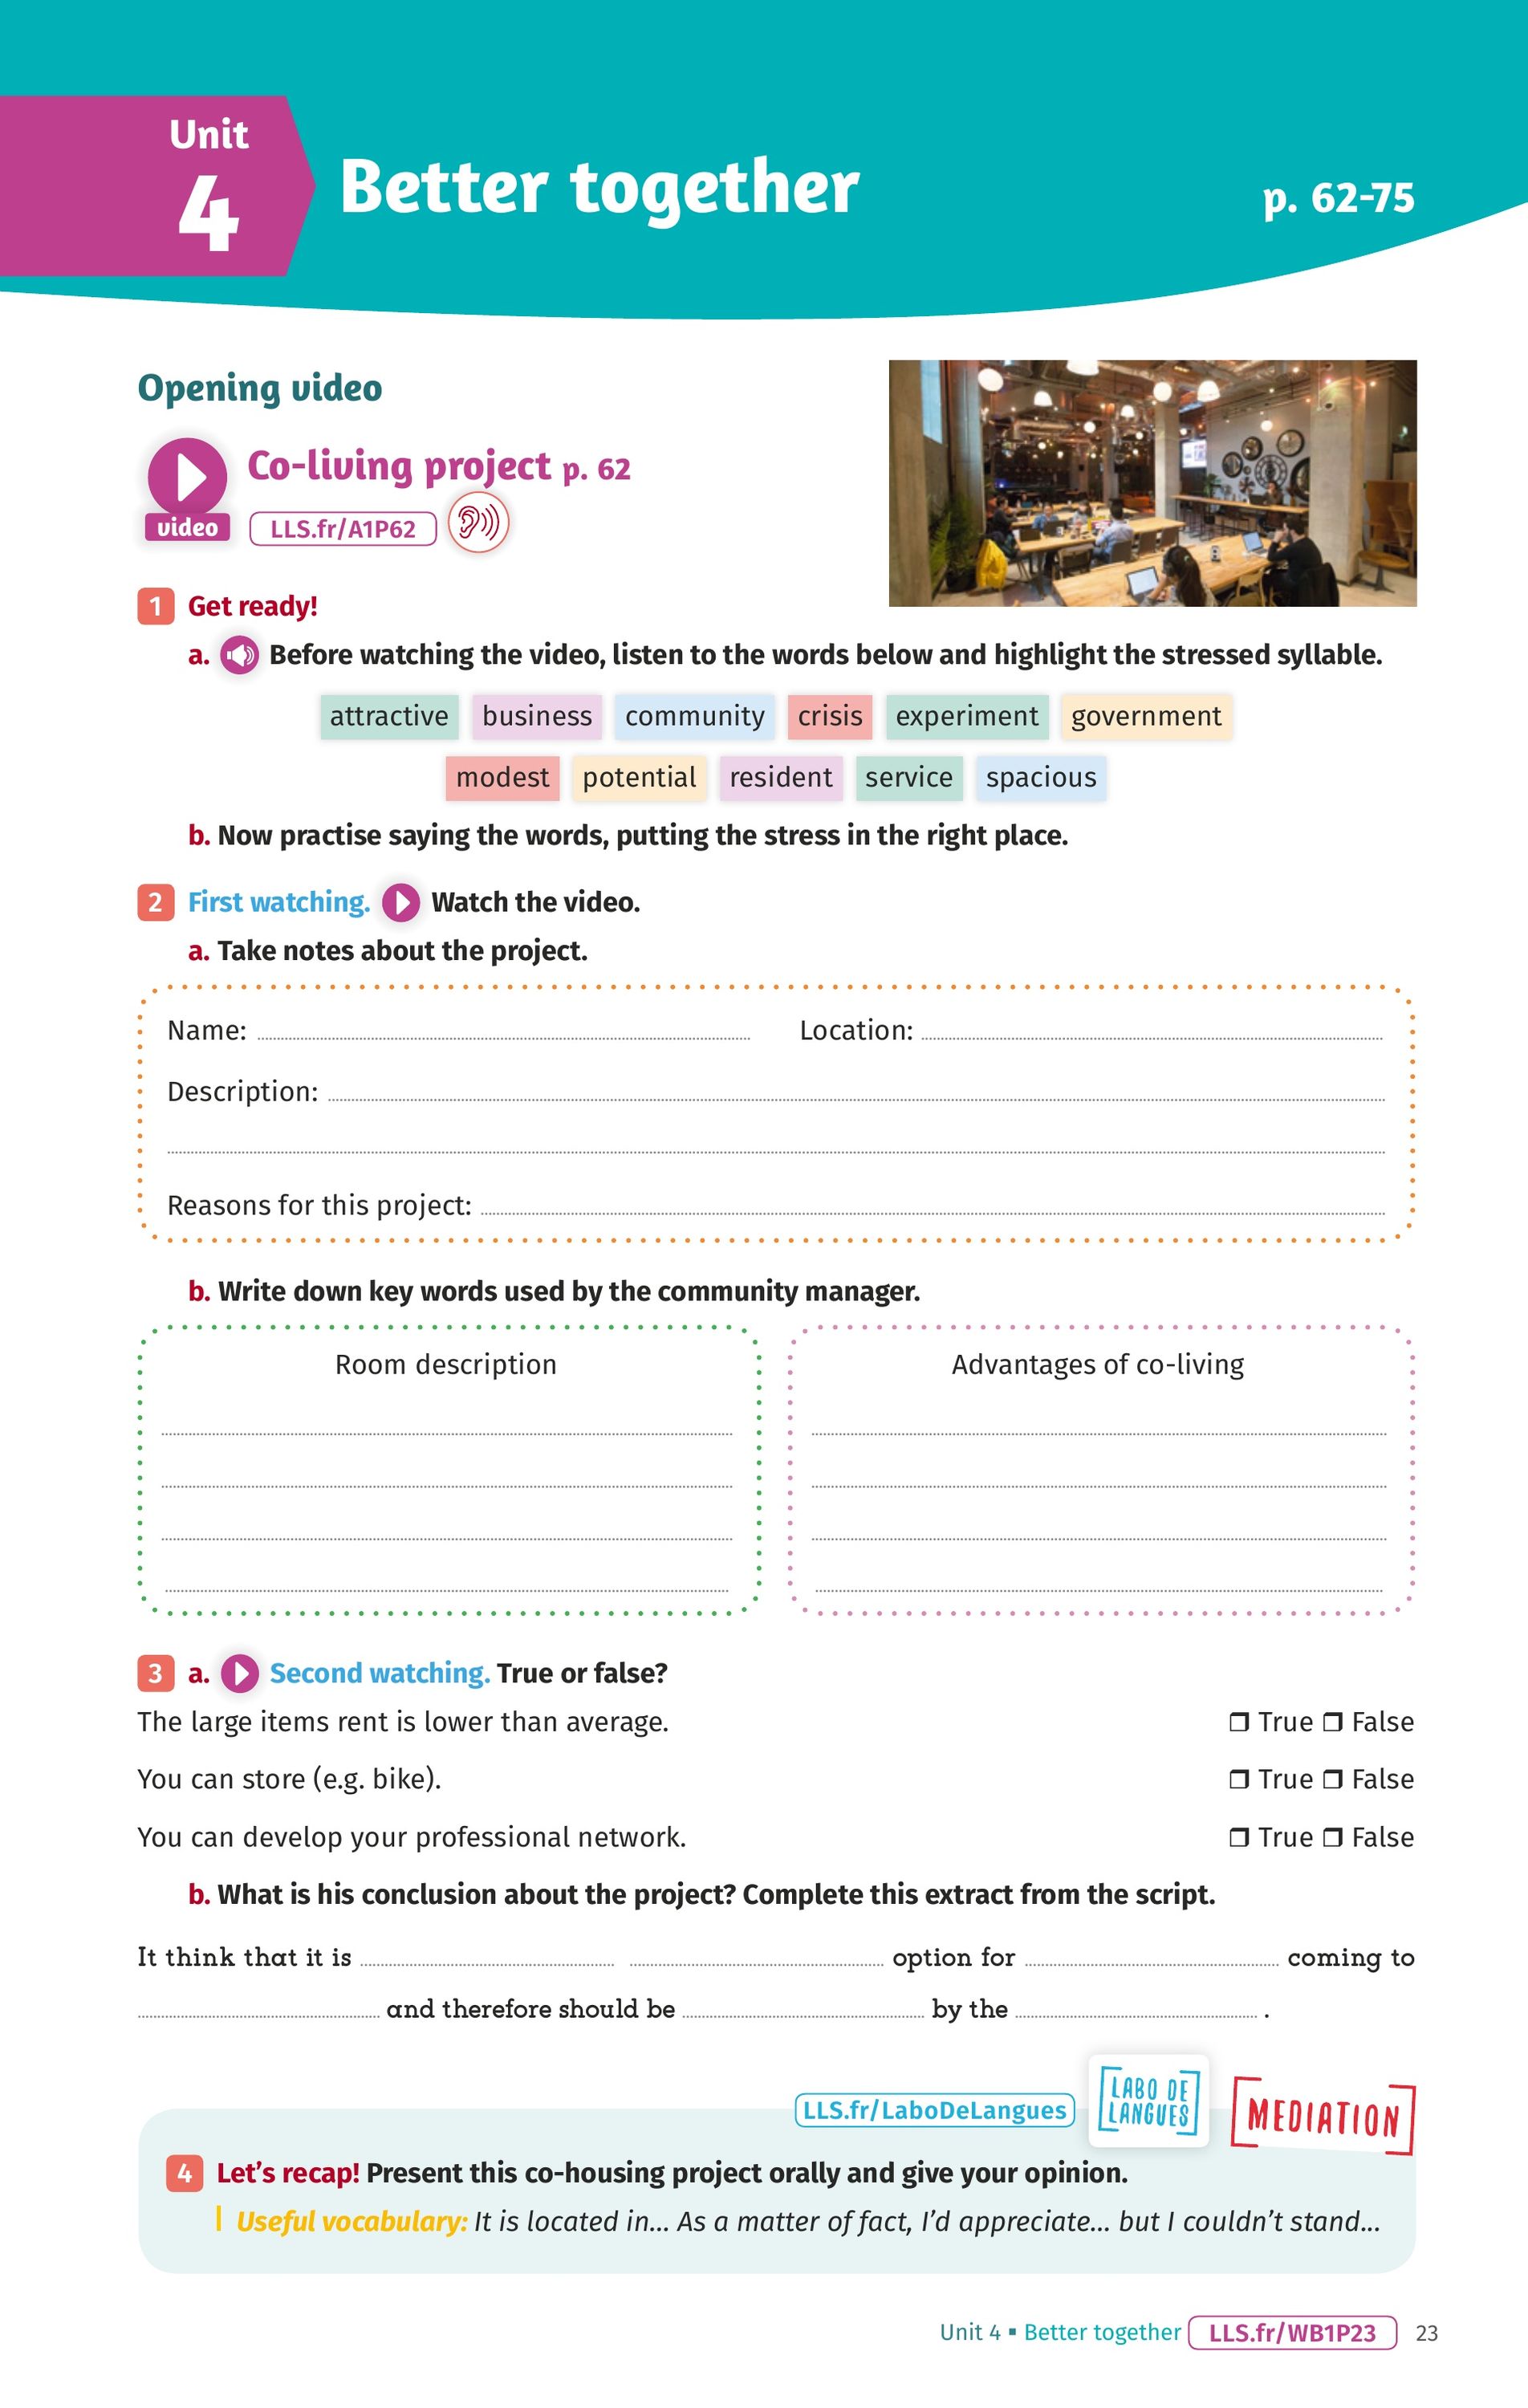 Unit
4
Better together
p. 62-75
Opening video
Co-living project p. 62
video
LLS.fr/A1P62
1 Get ready!
a. Before watching the video, listen to the words below and highlight the stressed syllable.
attractive business community crisis experiment government
modest potential resident service spacious
b. Now practise saying the words, putting the stress in the right place.
2 First watching. Watch the video.
a. Take notes about the project.
Name: Location:
Description:
Reasons for this project:
b. Write down key words used by the community manager.
Room description
Advantages of co-living
3 a. Second watching. True or false?
The large items rent is lower than average. ❒ True ❒ False
You can store (e.g. bike). ❒ True ❒ False
You can develop your professional network. ❒ True ❒ False
b. What is his conclusion about the project? Complete this extract from the script.
It think that it is option for coming to
and therefore should be by the .
LLS.fr/LaboDeLangues
LABO DE
LANGUES
MEDIATION
4 Let's recap! Present this co-housing project orally and give your opinion.
Useful vocabulary: It is located in... As a matter of fact, I'd appreciate... but I couldn't stand...
Unit 4 ▪ Better together LLS.fr/WB1P23 23